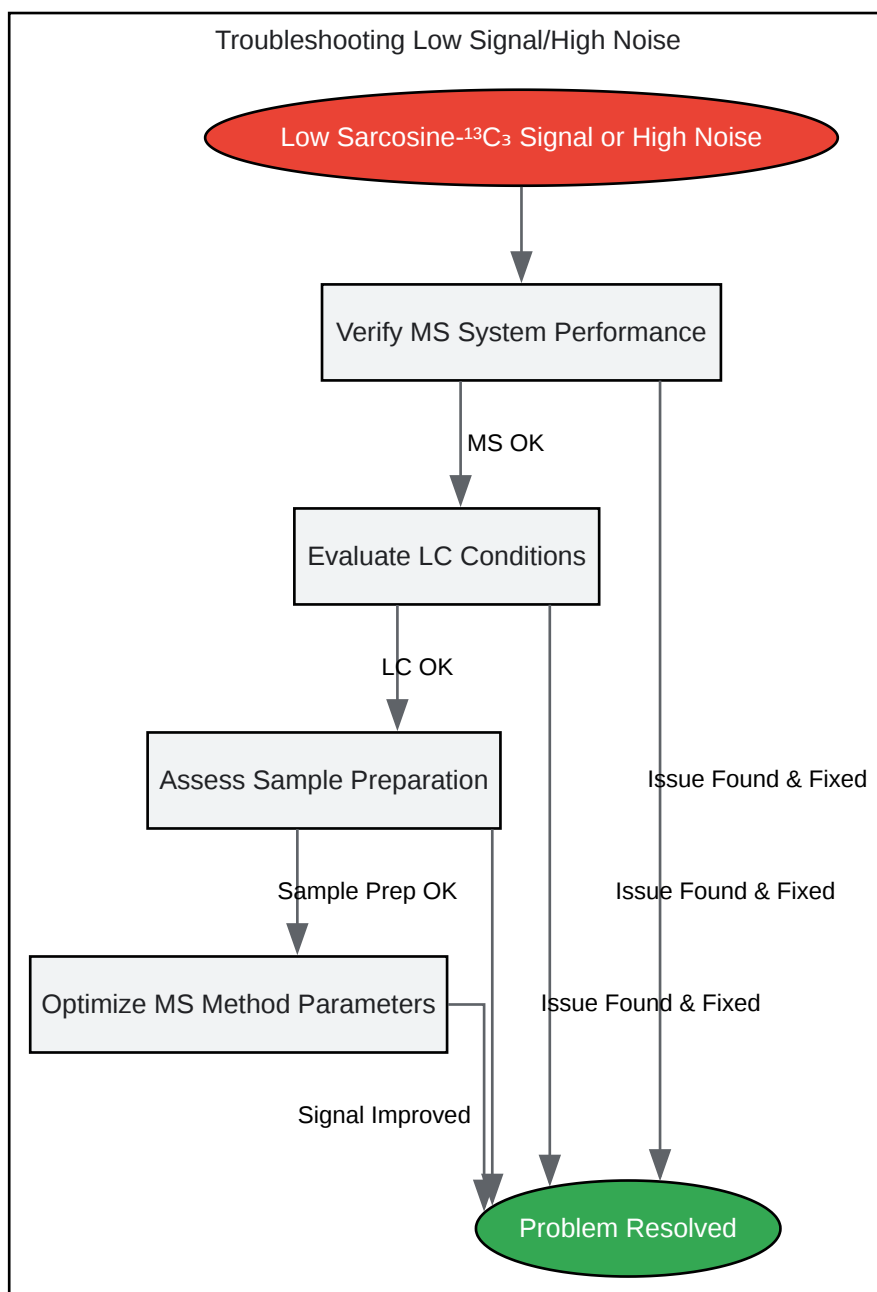 Troubleshooting Low Signal/High Noise
Low Sarcosine-¹³C₃ Signal or High Noise
Verify MS System Performance
MS OK
Evaluate LC Conditions
LC OK
Assess Sample Preparation
Issue Found & Fixed
Sample Prep OK
Issue Found & Fixed
Optimize MS Method Parameters
Issue Found & Fixed
Signal Improved
Problem Resolved